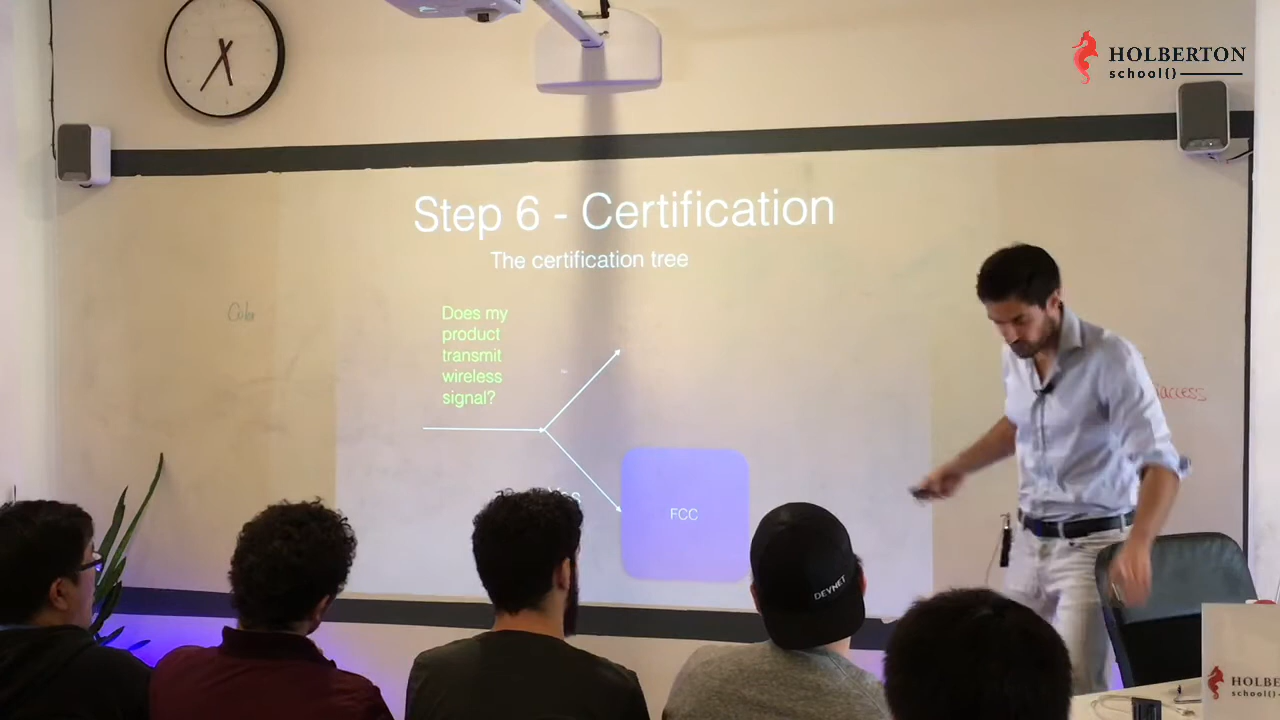 HOLBERTON
school()
Step 6 - Certification
The certification tree
Does my
product
transmit
wireless
signal?
FCC
DEVNET